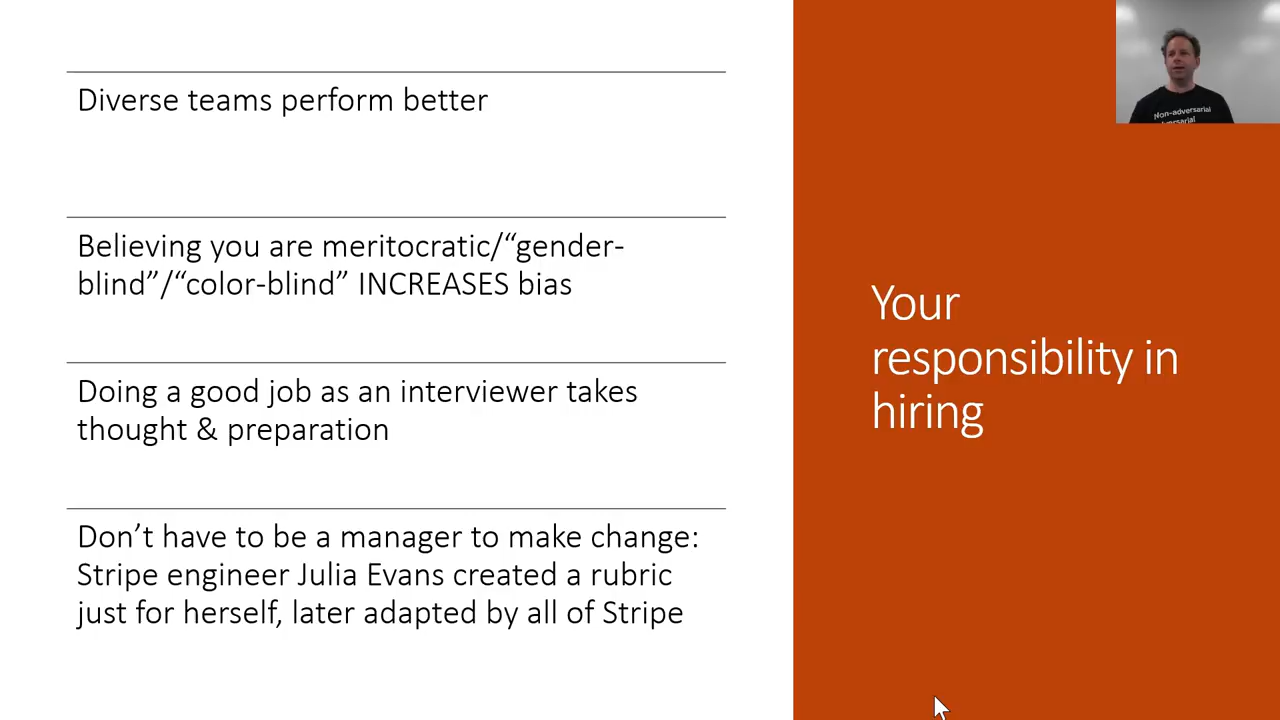 Diverse teams perform better
Believing you are meritocratic/“gender-
blind”/“color-blind” INCREASES bias
Doing a good job as an interviewer takes
thought & preparation
Don’t have to be a manager to make change:
Stripe engineer Julia Evans created a rubric
just for herself, later adapted by all of Stripe
Your
responsibility in
hiring
Non-adversarial